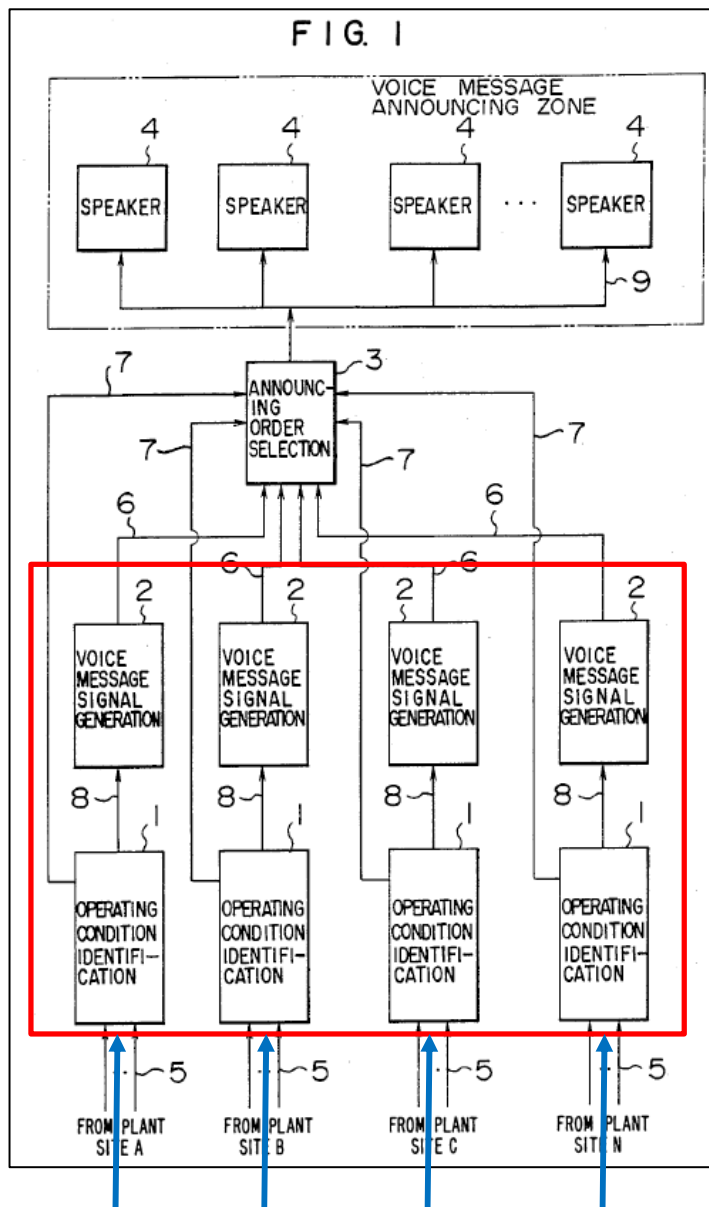 FIG. 1
VOICE MESSAGE
ANNOUNCING ZONE
4 4 4 4
SPEAKER SPEAKER SPEAKER ... SPEAKER
9
3
7
ANNOUNC-
ING
ORDER
SELECTION
7 7 7
6 6
6 6
2 2 2 2
VOICE
MESSAGE
SIGNAL
GENERATION
VOICE
MESSAGE
SIGNAL
GENERATION
VOICE
MESSAGE
SIGNAL
GENERATION
VOICE
MESSAGE
SIGNAL
GENERATION
8 8 8 8
1 1 1 1
OPERATING
CONDITION
IDENTIFI-
CATION
OPERATING
CONDITION
IDENTIFI-
CATION
OPERATING
CONDITION
IDENTIFI-
CATION
OPERATING
CONDITION
IDENTIFI-
CATION
5 5 5 5
FROM PLANT
SITE A
FROM PLANT
SITE B
FROM PLANT
SITE C
FROM PLANT
SITE N